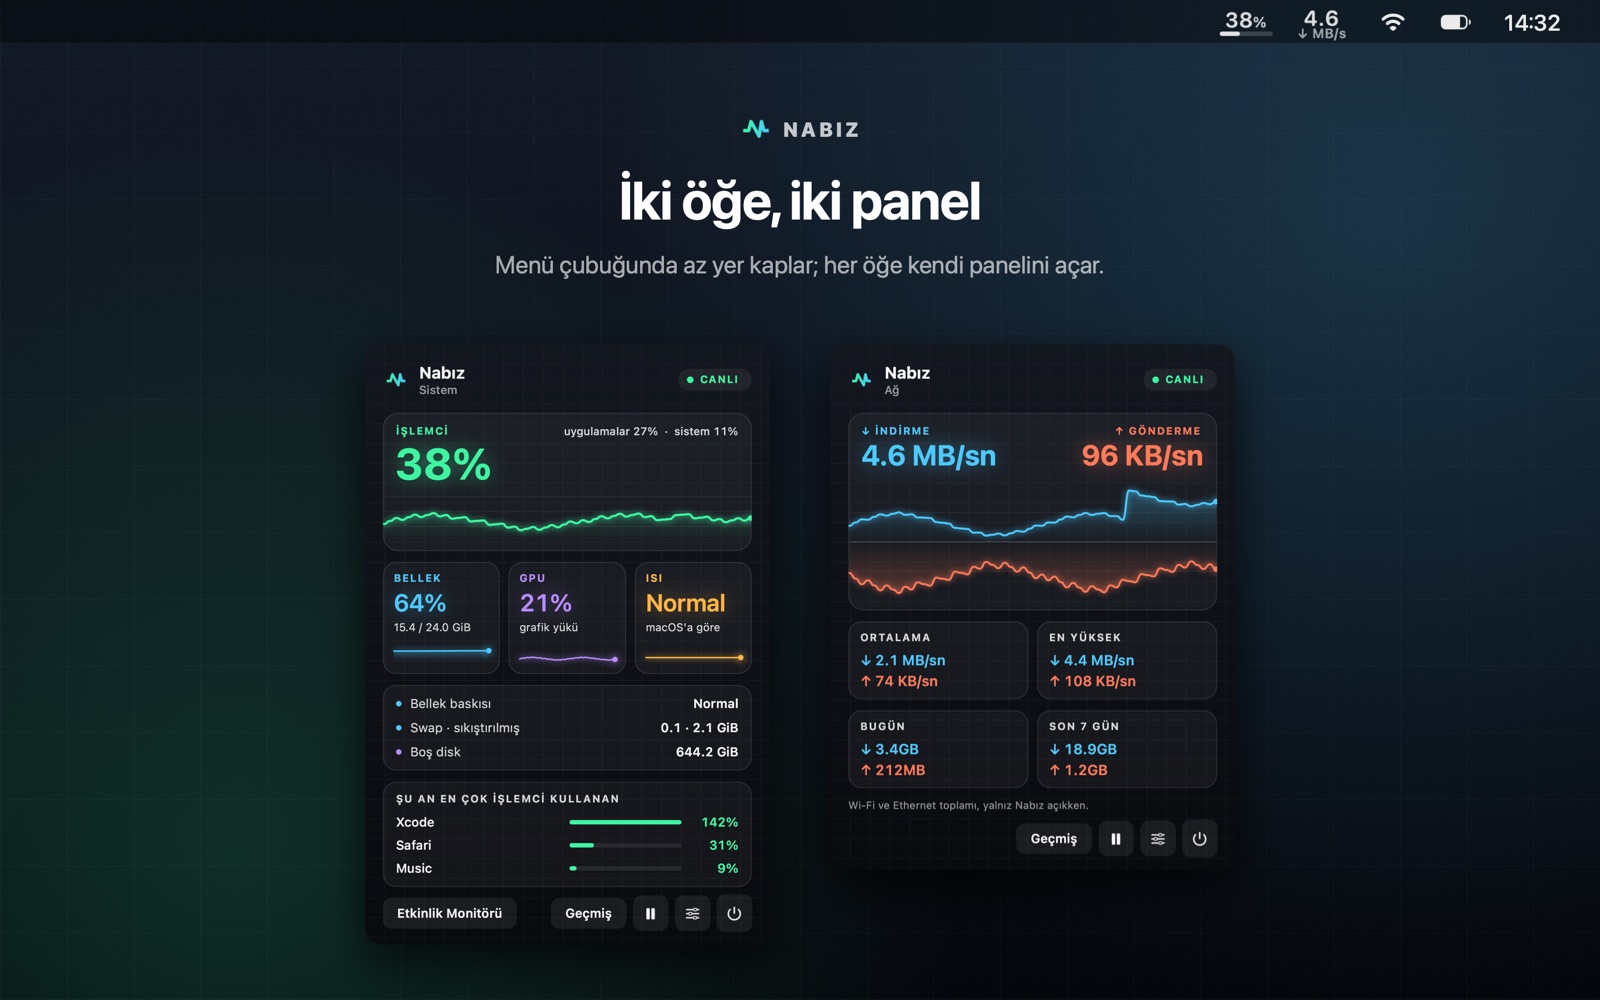 38%
4.6
↓ MB/s
14:32
NABIZ
İki öğe, iki panel
Menü çubuğunda az yer kaplar; her öğe kendi panelini açar.
Nabız
Sistem
CANLI
İŞLEMCİ
uygulamalar 27% · sistem 11%
38%
BELLEK
64%
15.4 / 24.0 GiB
GPU
21%
grafik yükü
ISI
Normal
macOS'a göre
Bellek baskısı Normal
Swap · sıkıştırılmış 0.1 · 2.1 GiB
Boş disk 644.2 GiB
ŞU AN EN ÇOK İŞLEMCİ KULLANAN
Xcode 142%
Safari 31%
Music 9%
Etkinlik Monitörü
Geçmiş
Nabız
Ağ
CANLI
↓ İNDİRME
4.6 MB/sn
↑ GÖNDERME
96 KB/sn
ORTALAMA
↓ 2.1 MB/sn
↑ 74 KB/sn
EN YÜKSEK
↓ 4.4 MB/sn
↑ 108 KB/sn
BUGÜN
↓ 3.4GB
↑ 212MB
SON 7 GÜN
↓ 18.9GB
↑ 1.2GB
Wi-Fi ve Ethernet toplamı, yalnız Nabız açıkken.
Geçmiş